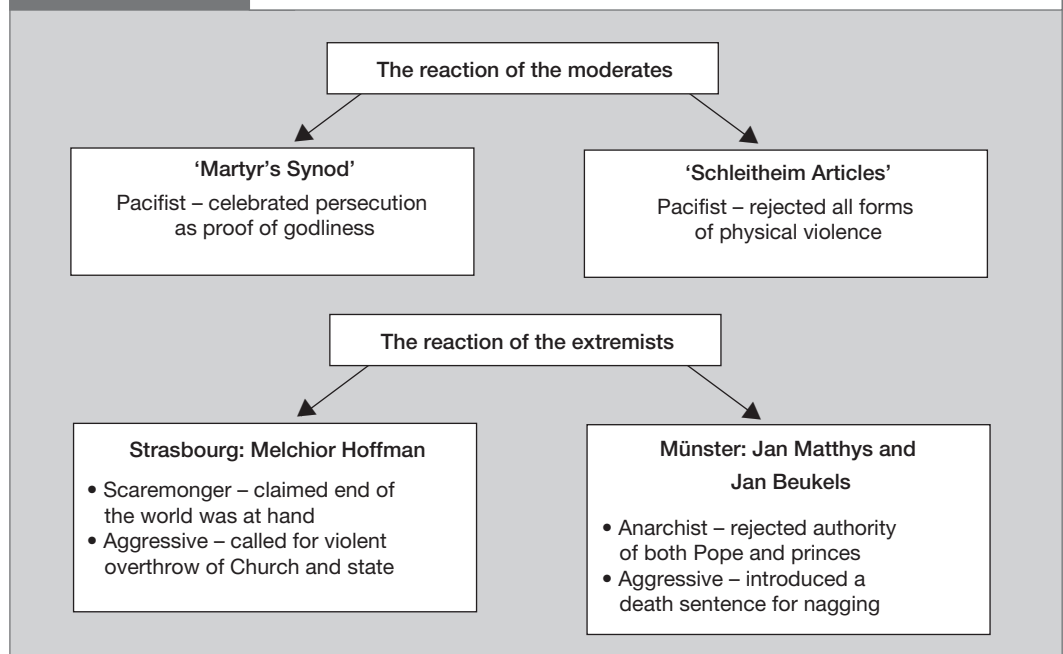 The reaction of the moderates
‘Martyr’s Synod’
Pacifist – celebrated persecution
as proof of godliness
‘Schleitheim Articles’
Pacifist – rejected all forms
of physical violence
The reaction of the extremists
Strasbourg: Melchior Hoffman
• Scaremonger – claimed end of
the world was at hand
• Aggressive – called for violent
overthrow of Church and state
Münster: Jan Matthys and
Jan Beukels
• Anarchist – rejected authority
of both Pope and princes
• Aggressive – introduced a
death sentence for nagging